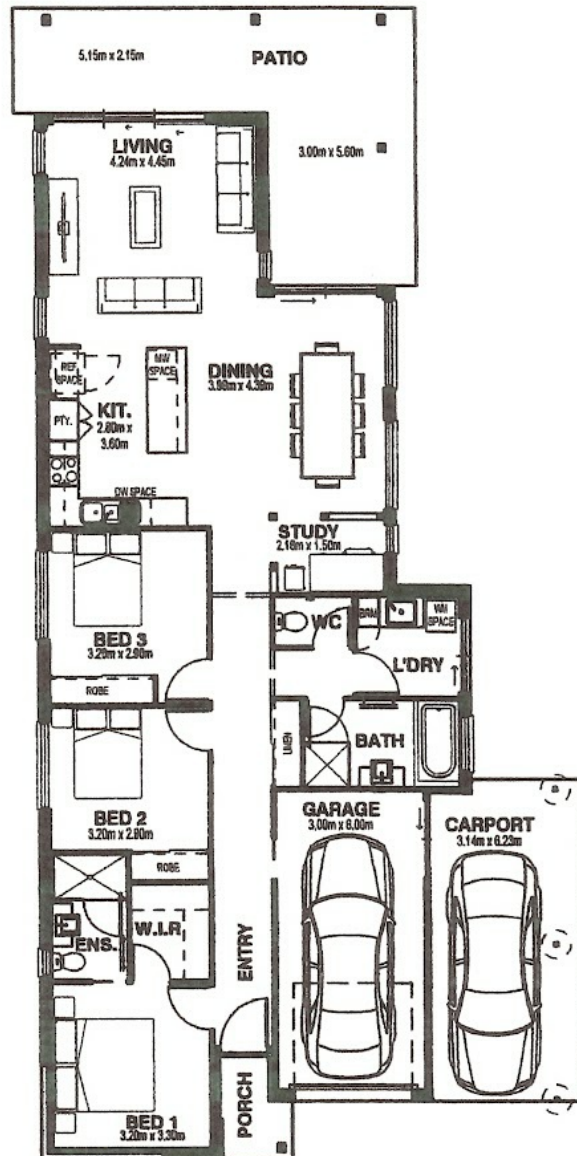 5.15m x 2.15m
PATIO
LIVING
4.24m x 4.45m
3.00m x 5.60m
REF
SPACE
MW
SPACE
DINING
3.98m x 4.39m
PTY.
KIT.
2.80m x
3.60m
DW SPACE
STUDY
2.18m x 1.50m
BED 3
3.20m x 2.90m
ROBE
WC
BRM
WM
SPACE
L'DRY
LINEN
BATH
BED 2
3.20m x 2.80m
ROBE
GARAGE
3.00m x 6.00m
CARPORT
3.14m x 6.23m
ENS.
W.I.R
ENTRY
BED 1
3.20m x 3.30m
PORCH